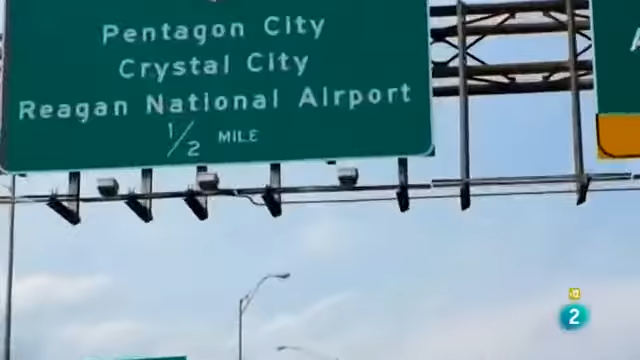 Pentagon City
Crystal City
Reagan National Airport
1/2 MILE
A
2